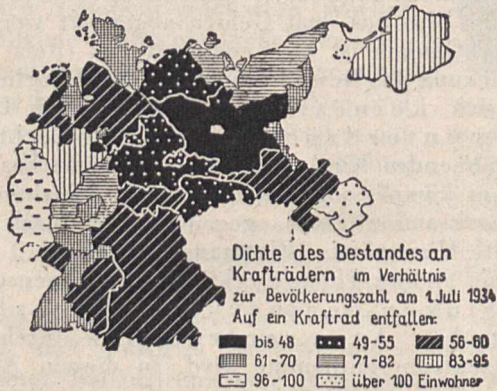 Dichte des Bestandes an
Krafträdern im Verhältnis
zur Bevölkerungszahl am 1. Juli 1934
Auf ein Kraftrad entfallen:
bis 48 49-55 56-60
61-70 71-82 83-95
96-100 über 100 Einwohner